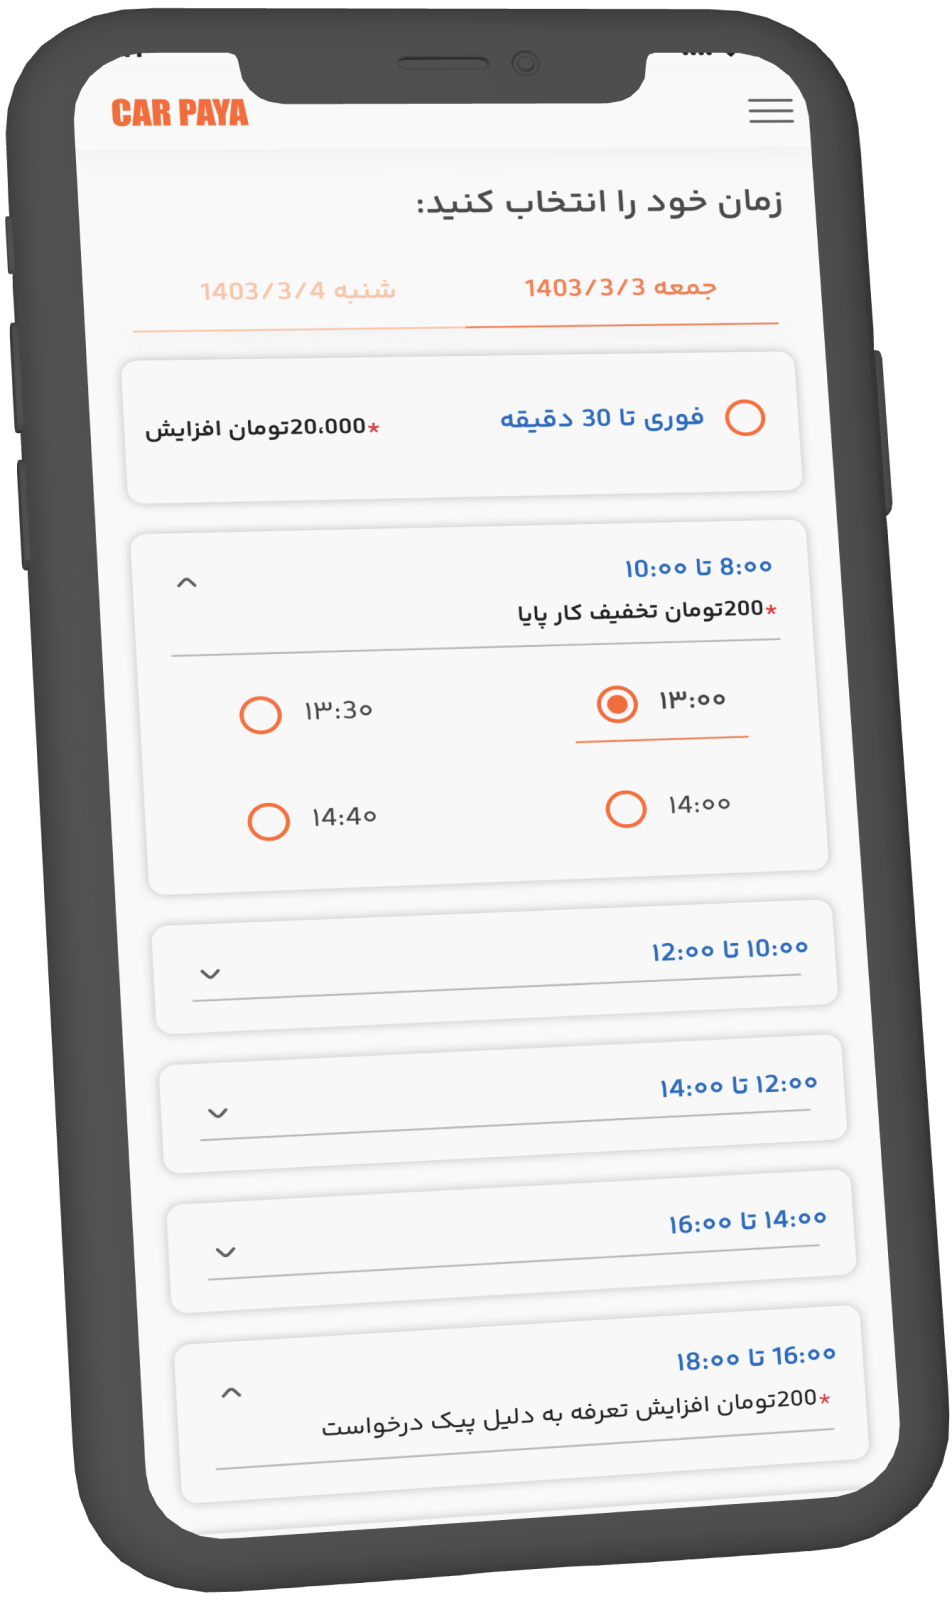 CAR PAYA
زمان خود را انتخاب کنید:
جمعه 1403/3/3
شنبه 1403/3/4
فوری تا 30 دقیقه
*20،000تومان افزایش
8:۰۰ تا 1۰:۰۰
*200تومان تخفیف کار پایا
۱۳:۰۰
۱۳:3۰
14:۰۰
14:4۰
1۰:۰۰ تا 12:۰۰
12:۰۰ تا 14:۰۰
14:۰۰ تا 16:۰۰
16:۰۰ تا 18:۰۰
*200تومان افزایش تعرفه به دلیل پیک درخواست